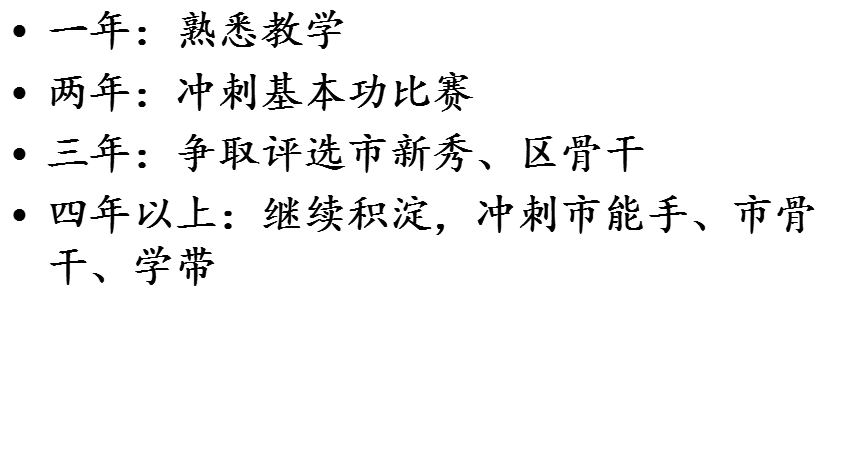 • 一年：熟悉教学
• 两年：冲刺基本功比赛
• 三年：争取评选市新秀、区骨干
• 四年以上：继续积淀，冲刺市能手、市骨
干、学带